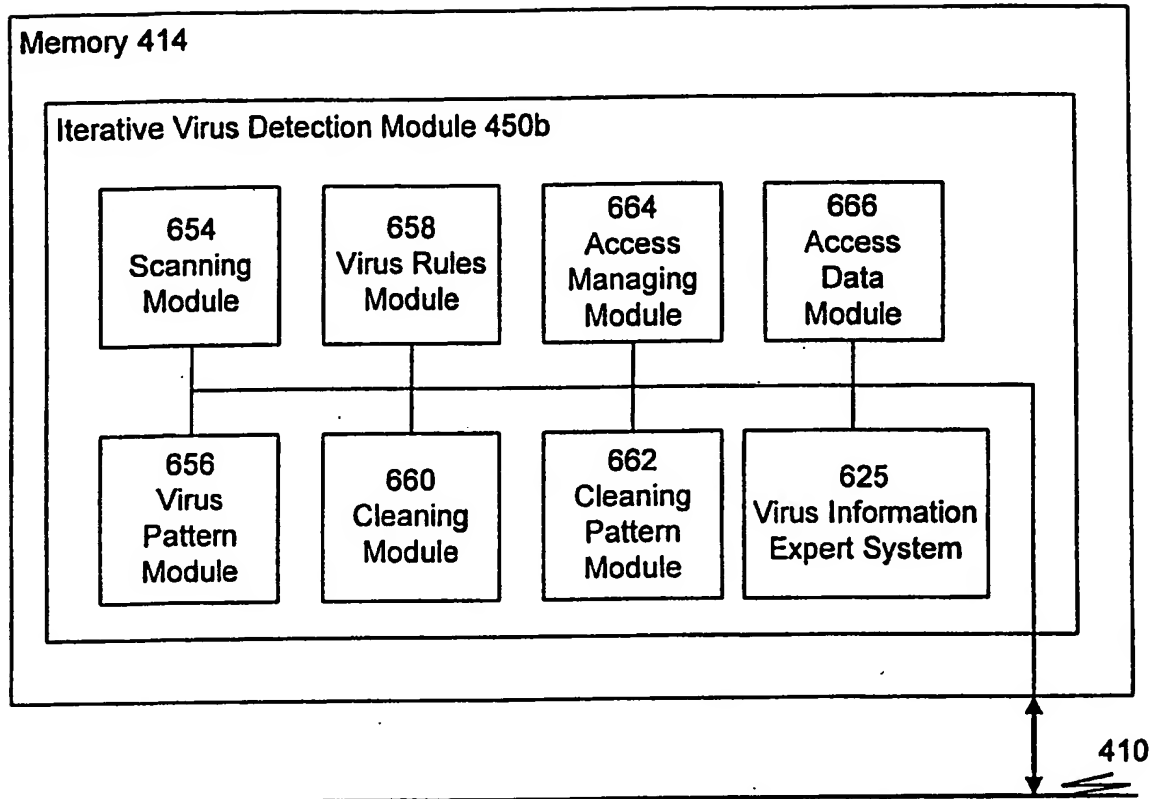 Memory 414
Iterative Virus Detection Module 450b
654
Scanning
Module
658
Virus Rules
Module
664
Access
Managing
Module
666
Access
Data
Module
656
Virus
Pattern
Module
660
Cleaning
Module
662
Cleaning
Pattern
Module
625
Virus Information
Expert System
410